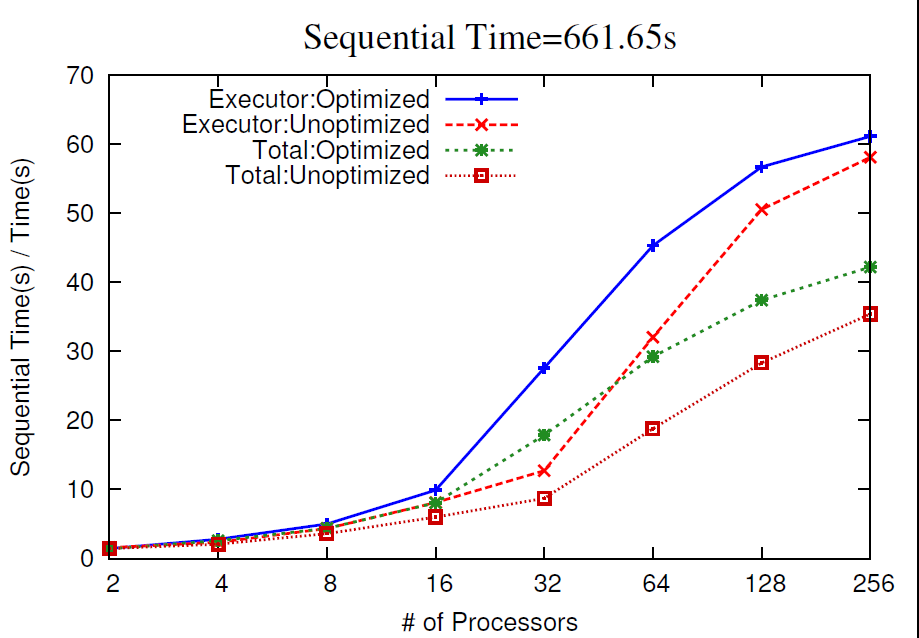 Sequential Time=661.65s
70
60
50
40
30
20
10
0
Sequential Time(s) / Time(s)
Executor:Optimized
Executor:Unoptimized
Total:Optimized
Total:Unoptimized
2 4 8 16 32 64 128 256
# of Processors